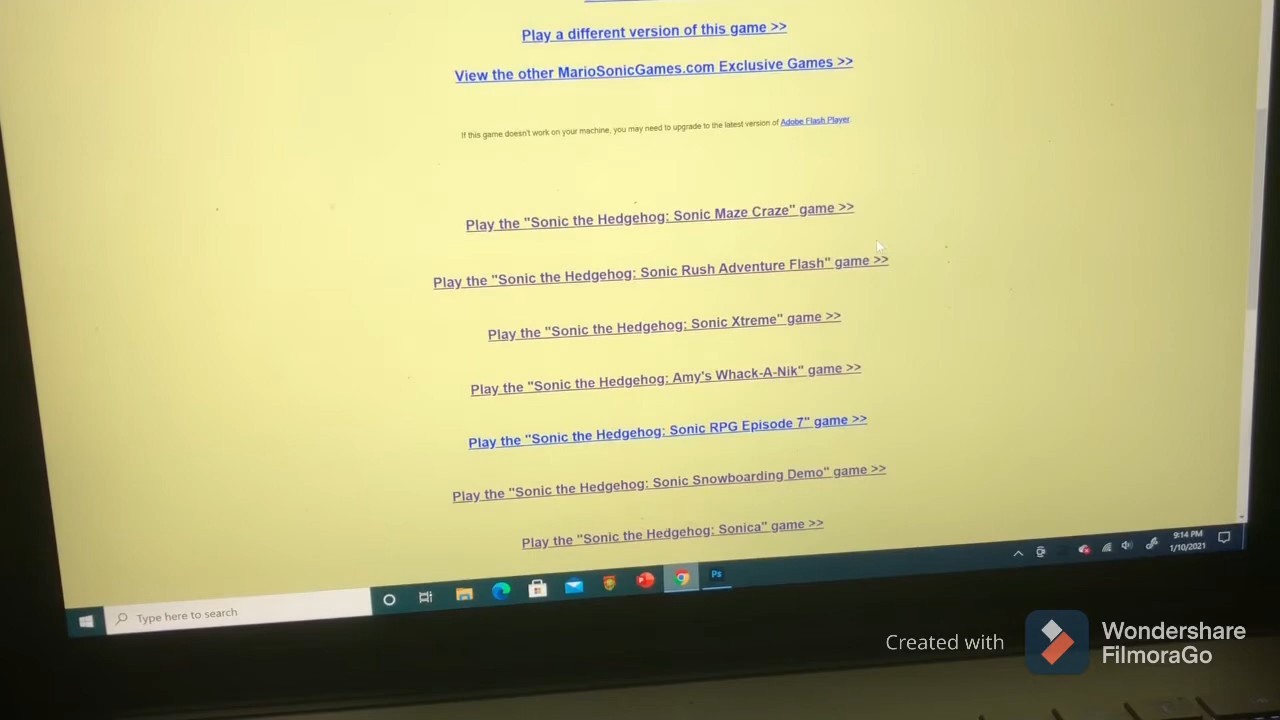 Play a different version of this game >>
View the other MarioSonicGames.com Exclusive Games >>
If this game doesn't work on your machine, you may need to upgrade to the latest version of Adobe Flash Player
Play the "Sonic the Hedgehog: Sonic Maze Craze" game >>
Play the "Sonic the Hedgehog: Sonic Rush Adventure Flash" game >>
Play the "Sonic the Hedgehog: Sonic Xtreme" game >>
Play the "Sonic the Hedgehog: Amy's Whack-A-Nik" game >>
Play the "Sonic the Hedgehog: Sonic RPG Episode 7" game >>
Play the "Sonic the Hedgehog: Sonic Snowboarding Demo" game >>
Play the "Sonic the Hedgehog: Sonica" game >>
9:14 PM
1/10/2021
Type here to search
Ps
Created with Wondershare
FilmoraGo